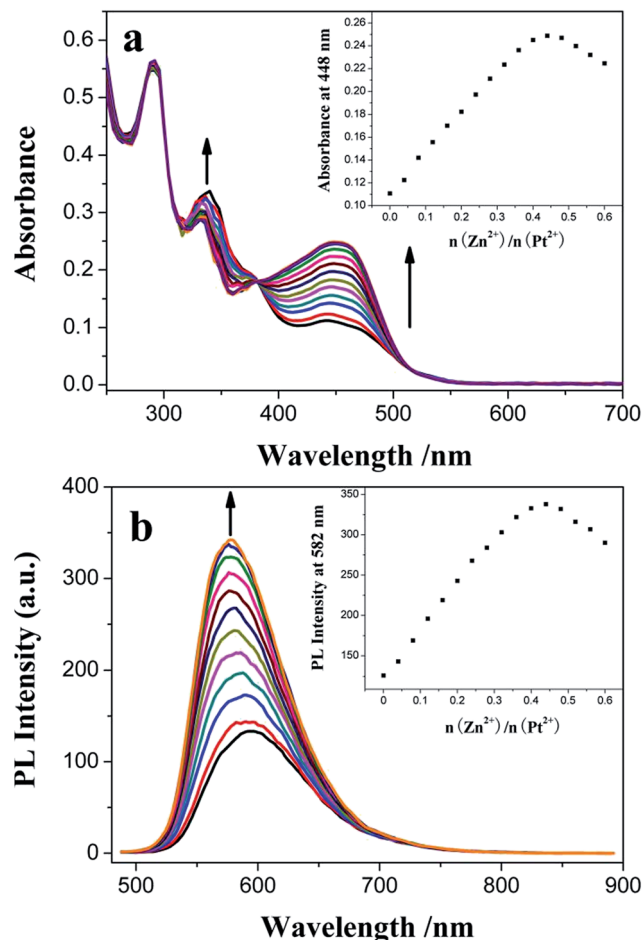 a
0.6
0.5
0.4
0.3
0.2
0.1
0.0
Absorbance
300 400 500 600 700
Wavelength /nm
0.26
0.24
0.22
0.20
0.18
0.16
0.14
0.12
0.10
Absorbance at 448 nm
0.0 0.1 0.2 0.3 0.4 0.5 0.6
n(Zn²⁺)/n(Pt²⁺)
b
400
300
200
100
0
PL Intensity (a.u.)
500 600 700 800 900
Wavelength /nm
350
300
250
200
150
PL Intensity at 582 nm
0 0.1 0.2 0.3 0.4 0.5 0.6
n(Zn²⁺)/n(Pt²⁺)